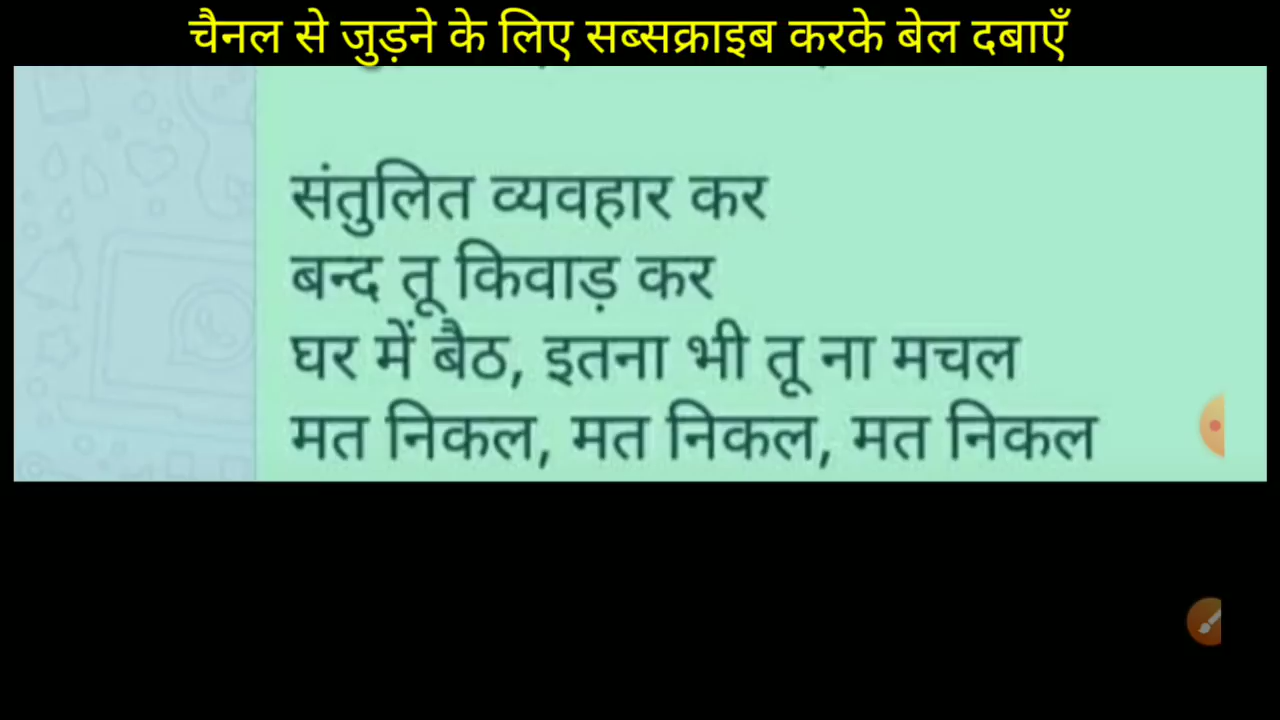 चैनल से जुड़ने के लिए सब्सक्राइब करके बेल दबाएँ
संतुलित व्यवहार कर
बन्द तू किवाड़ कर
घर में बैठ, इतना भी तू ना मचल
मत निकल, मत निकल, मत निकल